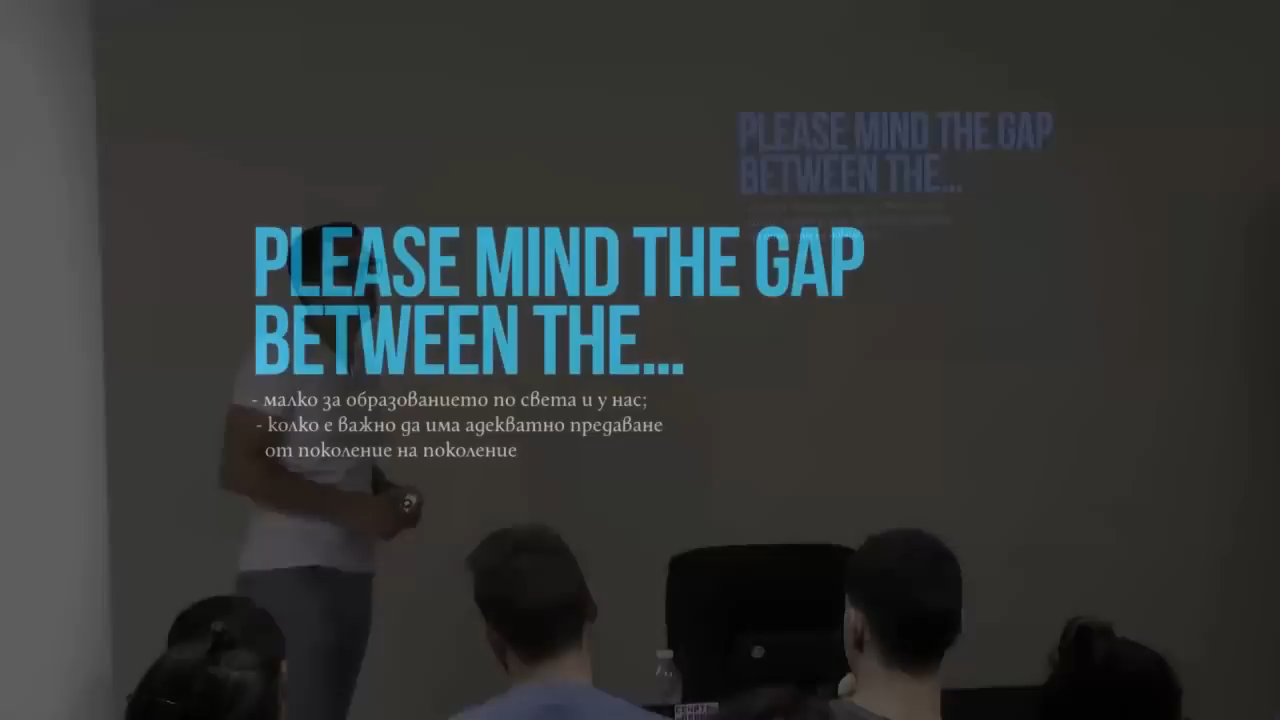 PLEASE MIND THE GAP
BETWEEN THE...
PLEASE MIND THE GAP
BETWEEN THE...
- малко за образованието по света и у нас;
- колко е важно да има адекватно предаване
от поколение на поколение